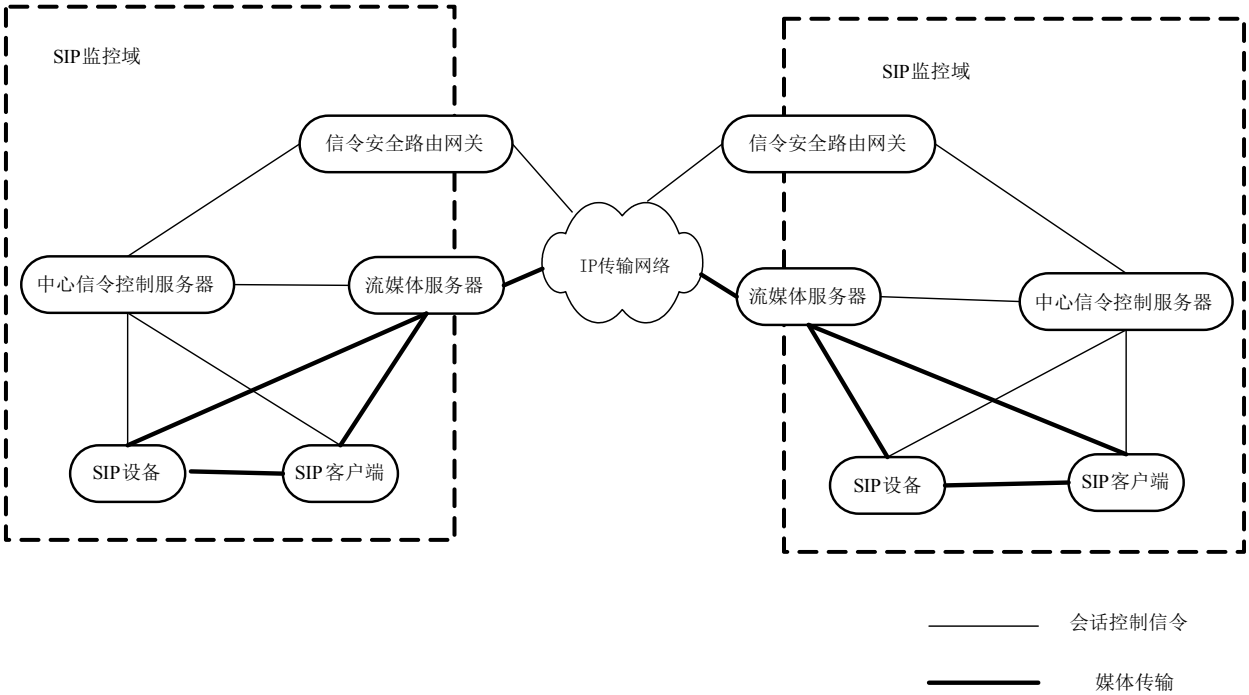 SIP监控域
SIP监控域
信令安全路由网关
信令安全路由网关
IP传输网络
中心信令控制服务器
流媒体服务器
流媒体服务器
中心信令控制服务器
SIP设备
SIP客户端
SIP设备
SIP客户端
会话控制信令
媒体传输